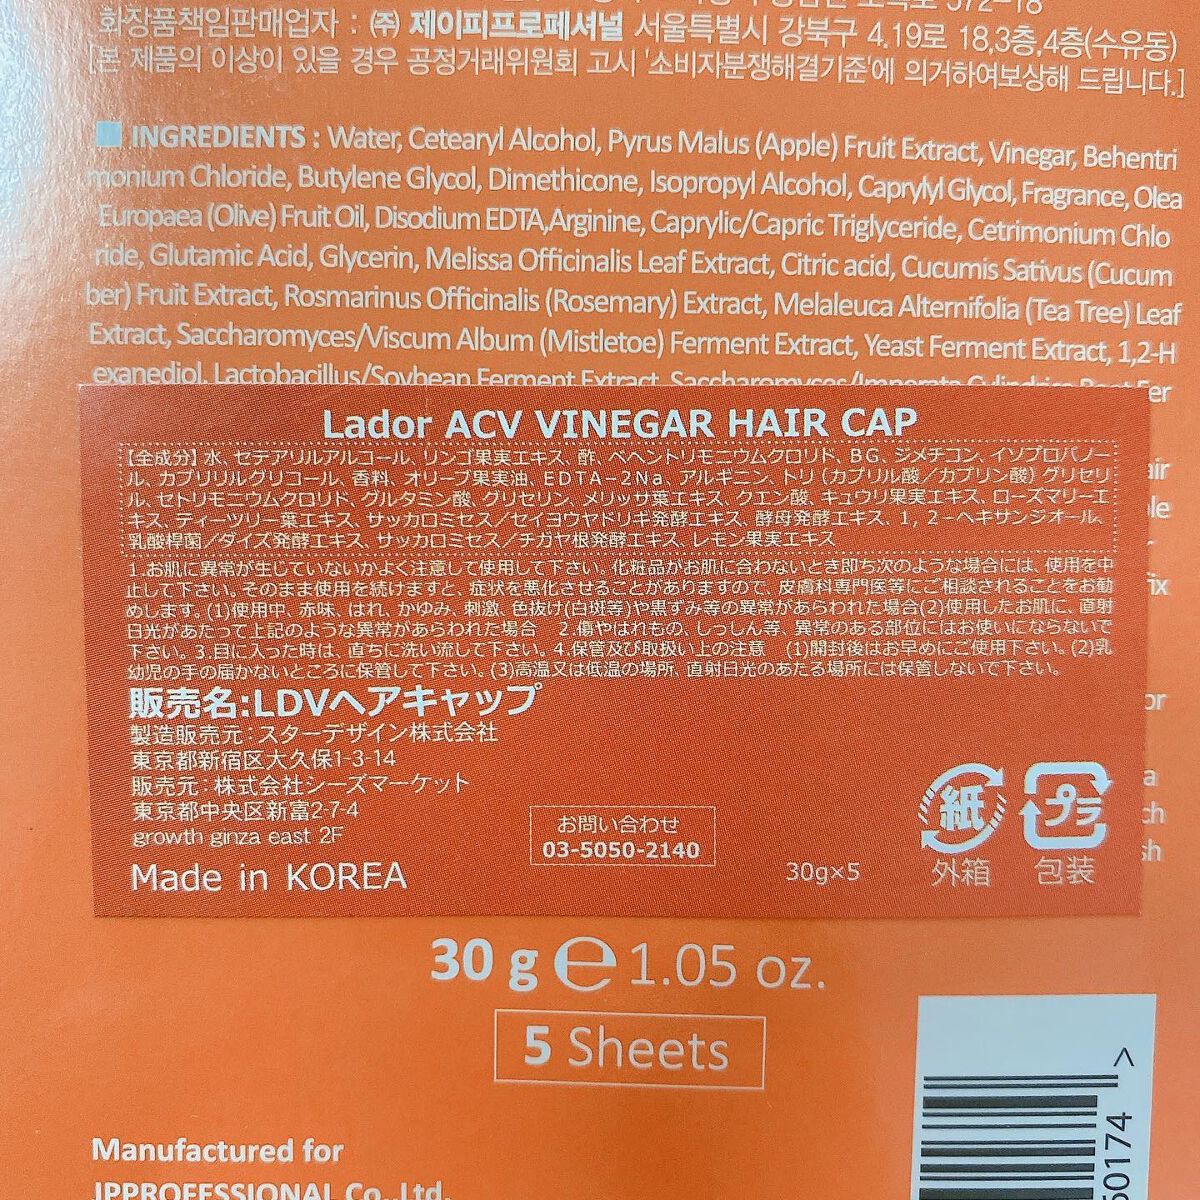 화장품책임판매업자 : ㈜ 제이피프로페셔널 서울특별시 강북구 4.19로 18,3층,4층(수유동)
[본 제품의 이상이 있을 경우 공정거래위원회 고시 '소비자분쟁해결기준'에 의거하여보상해 드립니다.]
INGREDIENTS : Water, Cetearyl Alcohol, Pyrus Malus (Apple) Fruit Extract, Vinegar, Behentri
monium Chloride, Butylene Glycol, Dimethicone, Isopropyl Alcohol, Caprylyl Glycol, Fragrance, Olea
Europaea (Olive) Fruit Oil, Disodium EDTA,Arginine, Caprylic/Capric Triglyceride, Cetrimonium Chlo
ride, Glutamic Acid, Glycerin, Melissa Officinalis Leaf Extract, Citric acid, Cucumis Sativus (Cucum
ber) Fruit Extract, Rosmarinus Officinalis (Rosemary) Extract, Melaleuca Alternifolia (Tea Tree) Leaf
Extract, Saccharomyces/Viscum Album (Mistletoe) Ferment Extract, Yeast Ferment Extract, 1,2-H
exanediol, Lactobacillus/Soybean Ferment Extract, Saccharomyces/Imperata Cylindrica Root Fer
Lador ACV VINEGAR HAIR CAP
【全成分】水、セテアリルアルコール、リンゴ果実エキス、酢、ベヘントリモニウムクロリド、BG、ジメチコン、イソプロパノー
ル、カプリリルグリコール、香料、オリーブ果実油、EDTA-2Na、アルギニン、トリ(カプリル酸/カプリン酸)グリセリ
ル、セトリモニウムクロリド、グルタミン酸、グリセリン、メリッサ葉エキス、クエン酸、キュウリ果実エキス、ローズマリーエ
キス、ティーツリー葉エキス、サッカロミセス/セイヨウヤドリギ発酵エキス、酵母発酵エキス、1,2-ヘキサンジオール、
乳酸桿菌/ダイズ発酵エキス、サッカロミセス/チガヤ根発酵エキス、レモン果実エキス
1.お肌に異常が生じていないかよく注意して使用して下さい。化粧品がお肌に合わないとき即ち次のような場合には、使用を中
止して下さい。そのまま使用を続けますと、症状を悪化させることがありますので、皮膚科専門医等にご相談されることをお勧
めします。(1)使用中、赤味、はれ、かゆみ、刺激、色抜け(白斑等)や黒ずみ等の異常があらわれた場合(2)使用したお肌に、直射
日光があたって上記のような異常があらわれた場合 2.傷やはれもの、しっしん等、異常のある部位にはお使いにならないで
下さい。3.目に入った時は、直ちに洗い流して下さい。4.保管及び取扱い上の注意 (1)開封後はお早めにご使用下さい。(2)乳
幼児の手の届かないところに保管して下さい。(3)高温又は低温の場所、直射日光のあたる場所には保管しないで下さい。
販売名:LDVヘアキャップ
製造販売元:スターデザイン株式会社
東京都新宿区大久保1-3-14
販売元:株式会社シーズマーケット
東京都中央区新富2-7-4
growth ginza east 2F
Made in KOREA
お問い合わせ
03-5050-2140
30g×5
紙
外箱
プラ
包装
30 g ℮ 1.05 oz.
5 Sheets
Manufactured for
JPPROFESSIONAL Co.,Ltd.